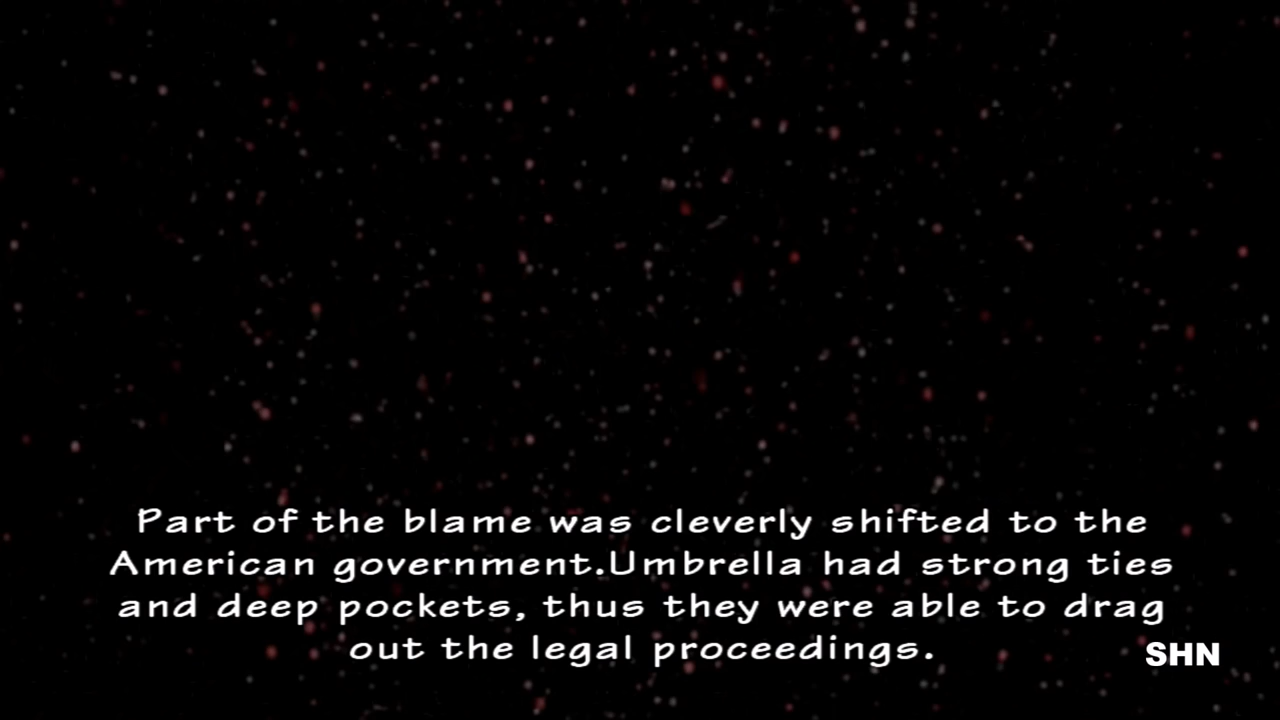 Part of the blame was cleverly shifted to the
American government.Umbrella had strong ties
and deep pockets, thus they were able to drag
out the legal proceedings.
SHN